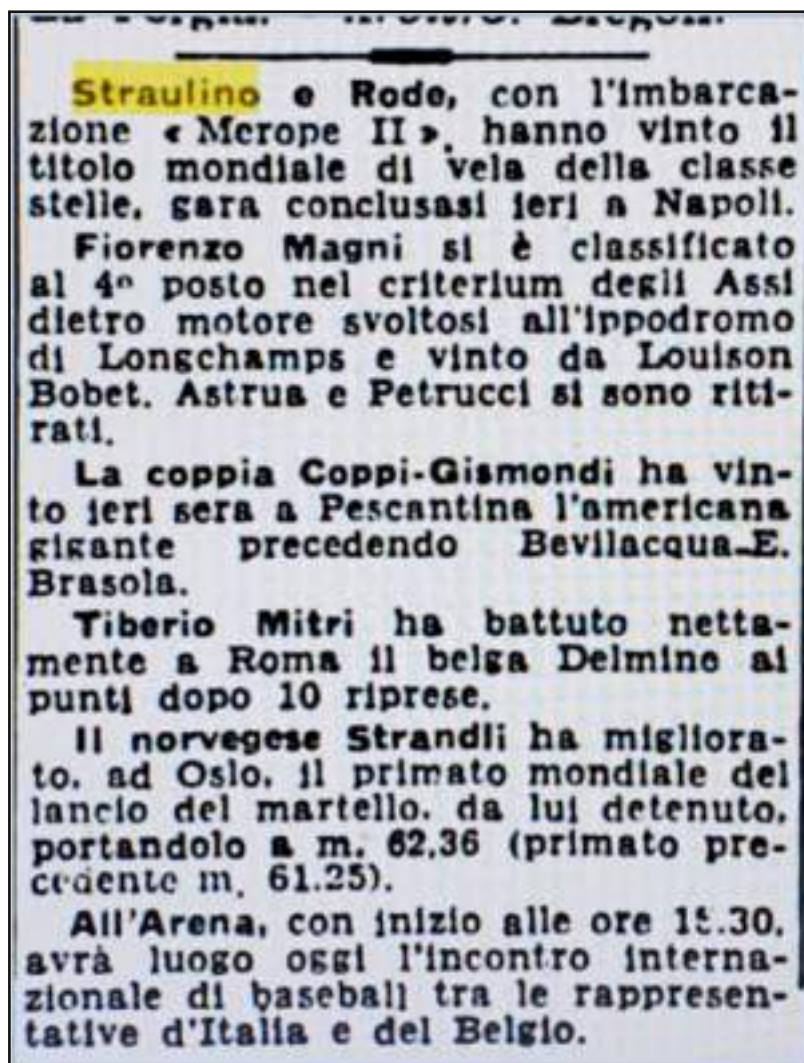 Straulino e Rode, con l'imbarca-
zione « Merope II ». hanno vinto il
titolo mondiale di vela della classe
stelle, gara conclusasi ieri a Napoli.
Fiorenzo Magni si è classificato
al 4º posto nel criterium degli Assi
dietro motore svoltosi all'ippodromo
di Longchamps e vinto da Louison
Bobet. Astrua e Petrucci si sono riti-
rati.
La coppia Coppi-Gismondi ha vin-
to ieri sera a Pescantina l'americana
gigante precedendo Bevilacqua-E.
Brasola.
Tiberio Mitri ha battuto netta-
mente a Roma il belga Delmine ai
punti dopo 10 riprese.
Il norvegese Strandli ha migliora-
to, ad Oslo, il primato mondiale del
lancio del martello, da lui detenuto,
portandolo a m. 62,36 (primato pre-
cedente m. 61.25).
All'Arena, con inizio alle ore
avrà luogo oggi l'incontro interna-
zionale di baseball tra le rappresen-
tative d'Italia e del Belgio.